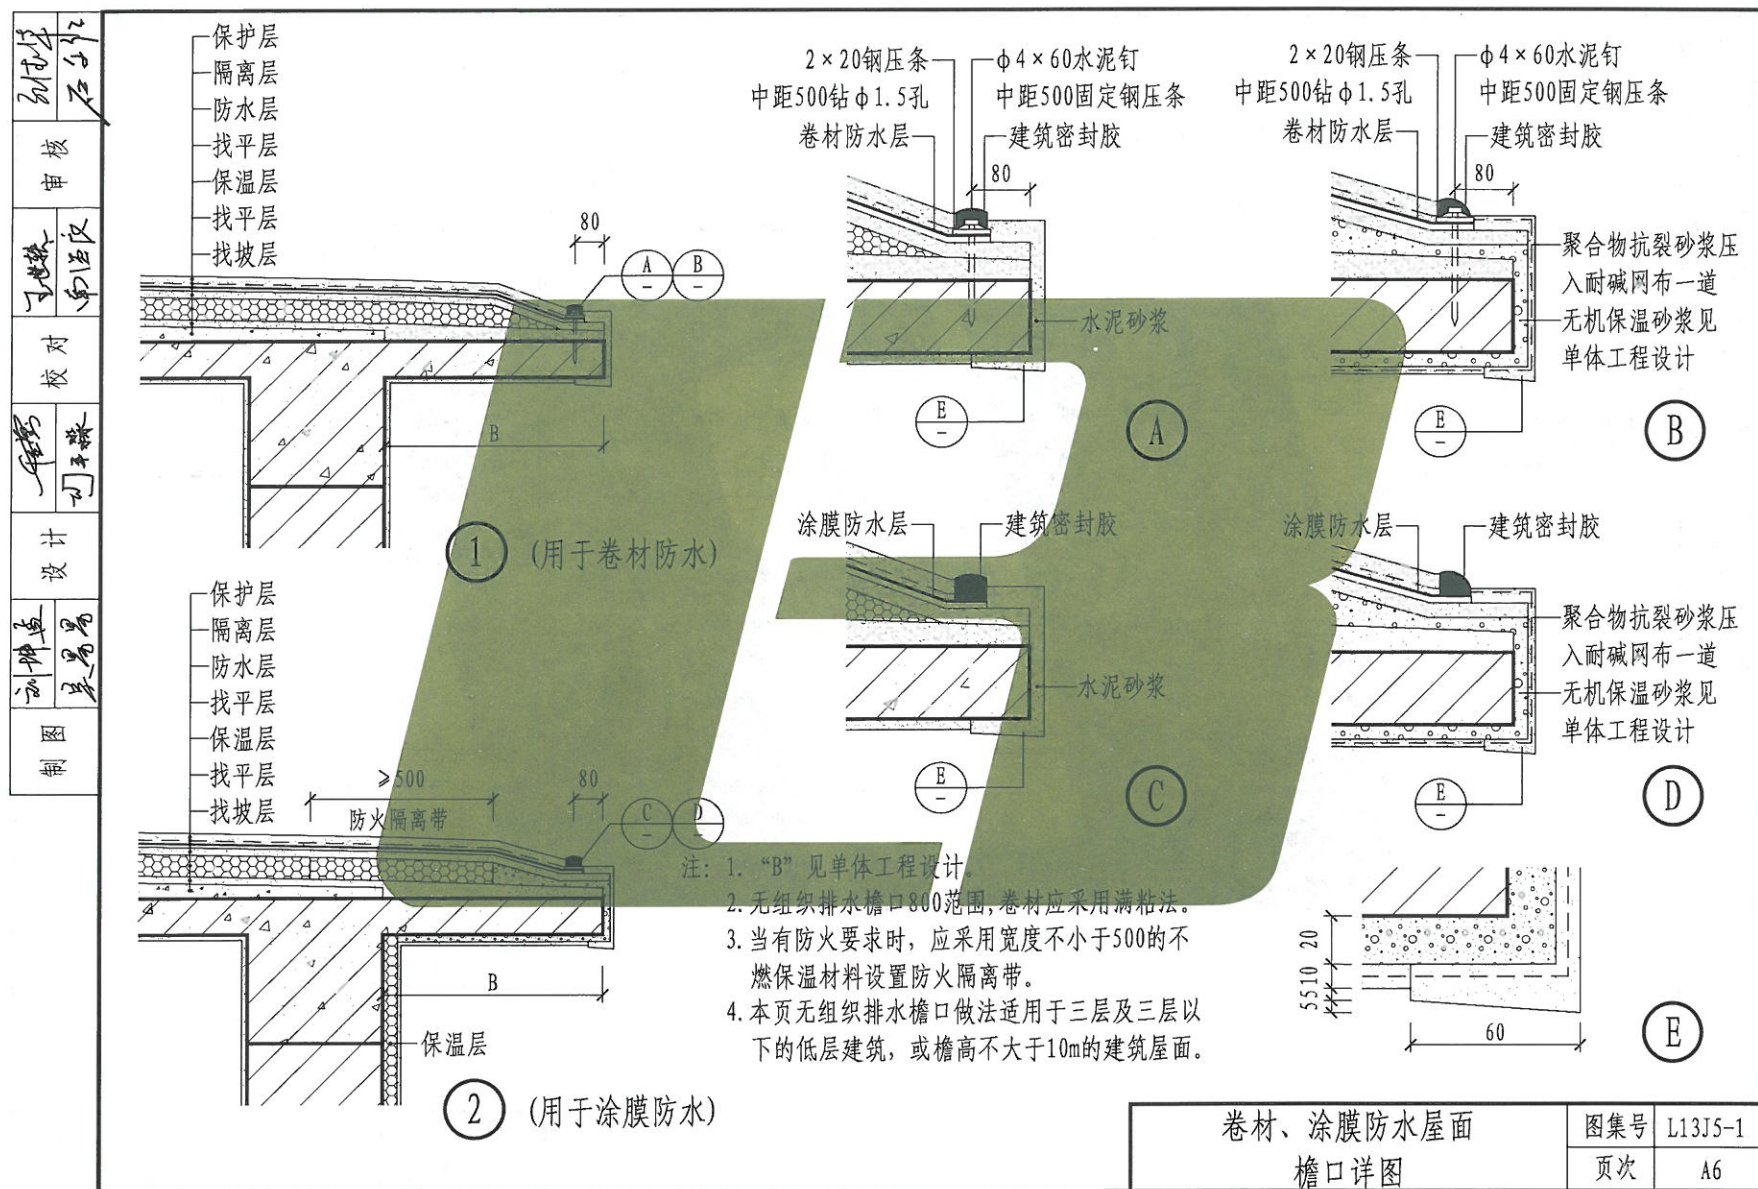 保护层
隔离层
防水层
找平层
保温层
找平层
找坡层
80
A
-
B
-
B
1 (用于卷材防水)
2×20钢压条
中距500钻φ1.5孔
卷材防水层
φ4×60水泥钉
中距500固定钢压条
建筑密封胶
80
水泥砂浆
E
-
A
2×20钢压条
中距500钻φ1.5孔
卷材防水层
φ4×60水泥钉
中距500固定钢压条
建筑密封胶
80
聚合物抗裂砂浆压
入耐碱网布一道
无机保温砂浆见
单体工程设计
E
-
B
保护层
隔离层
防水层
找平层
保温层
找平层
找坡层
≥500
防火隔离带
80
C
-
D
-
B
保温层
2 (用于涂膜防水)
涂膜防水层
建筑密封胶
水泥砂浆
E
-
C
涂膜防水层
建筑密封胶
聚合物抗裂砂浆压
入耐碱网布一道
无机保温砂浆见
单体工程设计
E
-
D
注: 1. “B”见单体工程设计。
2. 无组织排水檐口800范围,卷材应采用满粘法。
3. 当有防火要求时,应采用宽度不小于500的不
燃保温材料设置防火隔离带。
4. 本页无组织排水檐口做法适用于三层及三层以
下的低层建筑,或檐高不大于10m的建筑屋面。
20
5510
60
E
审核
校对
设计
制图
卷材、涂膜防水屋面
檐口详图
图集号 L13J5-1
页次 A6